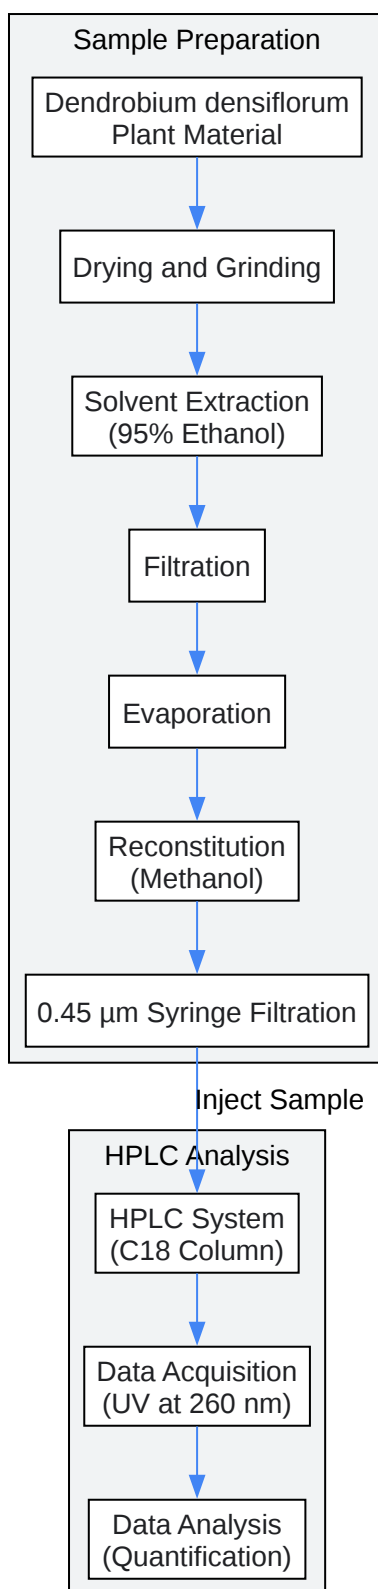 Sample Preparation
Dendrobium densiflorum
Plant Material
Drying and Grinding
Solvent Extraction
(95% Ethanol)
Filtration
Evaporation
Reconstitution
(Methanol)
0.45 µm Syringe Filtration
Inject Sample
HPLC Analysis
HPLC System
(C18 Column)
Data Acquisition
(UV at 260 nm)
Data Analysis
(Quantification)